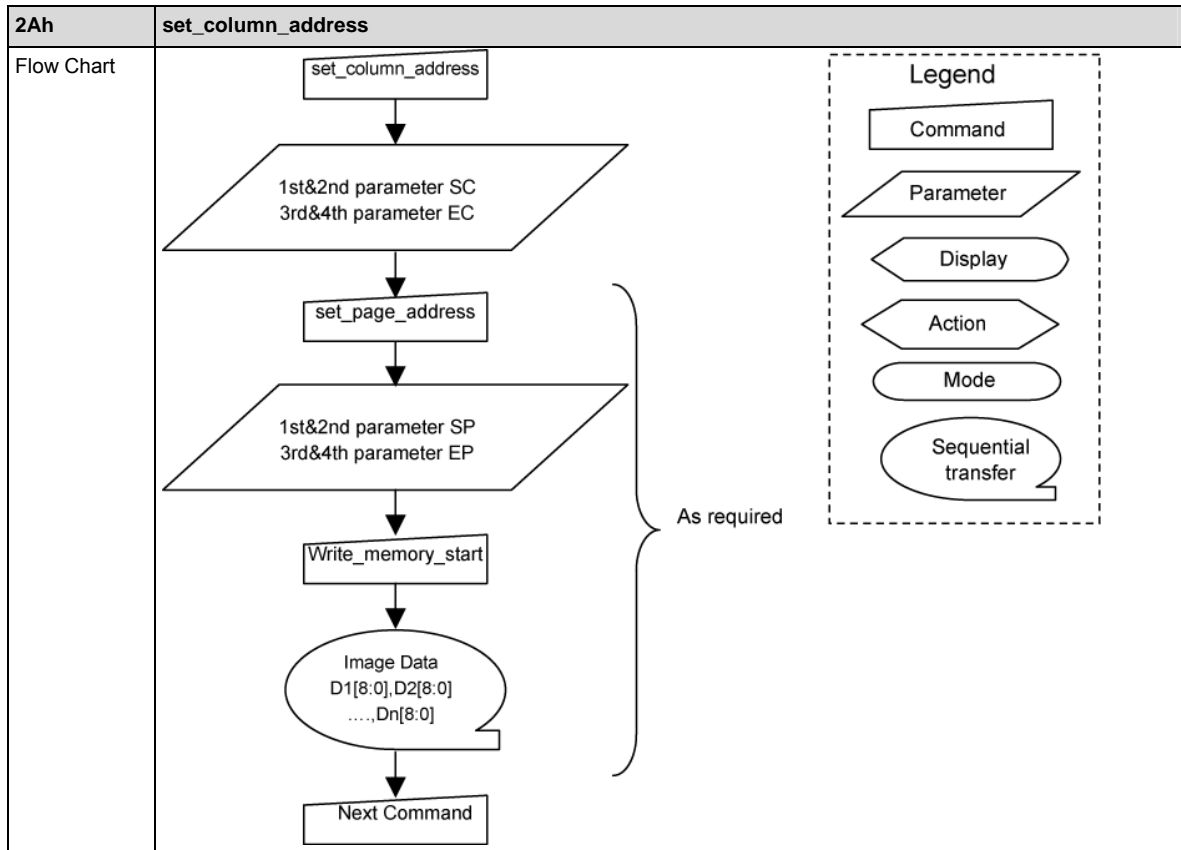 2Ah set_column_address
Flow Chart
set_column_address
1st&2nd parameter SC
3rd&4th parameter EC
set_page_address
1st&2nd parameter SP
3rd&4th parameter EP
Write_memory_start
Image Data
D1[8:0],D2[8:0]
....,Dn[8:0]
Next Command
As required
Legend
Command
Parameter
Display
Action
Mode
Sequential
transfer